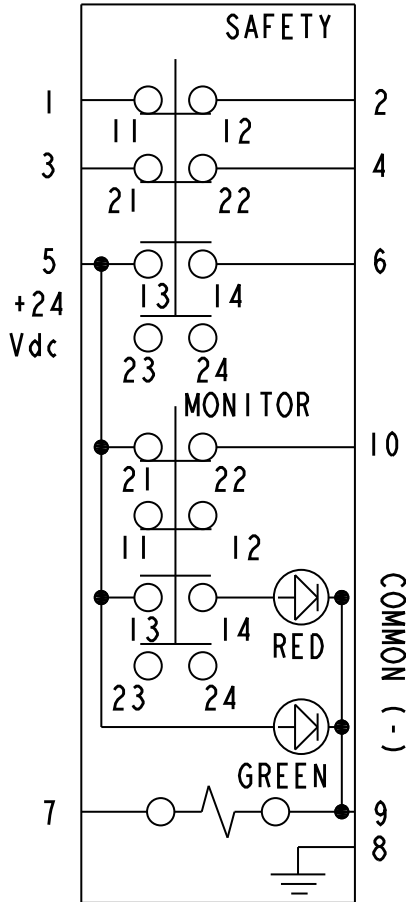 SAFETY
1 2
11 12
3 4
21 22
5 6
+24 13 14
Vdc
23 24
MONITOR
10
21 22
11 12
13 14
RED
COMMON (-)
23 24
GREEN
7 9
8